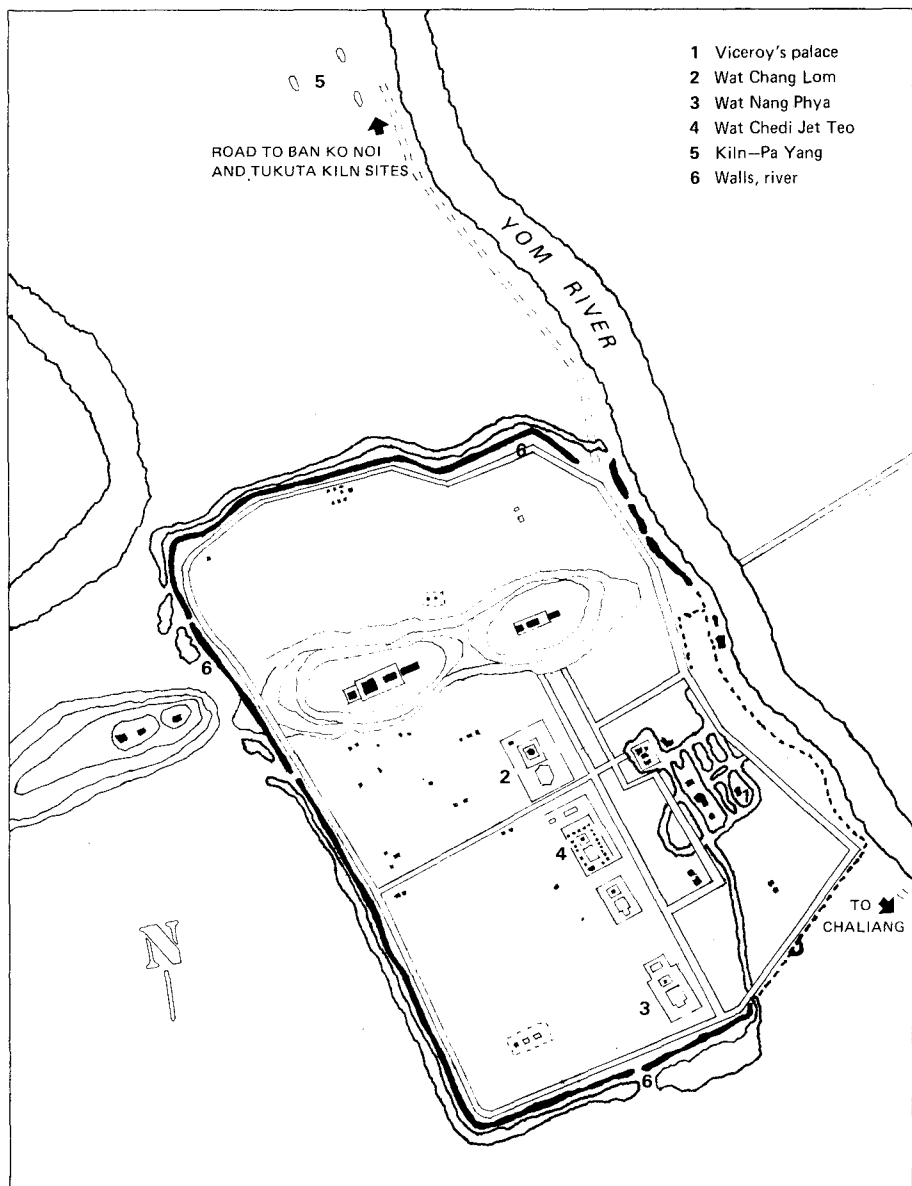 1 Viceroy's palace
2 Wat Chang Lom
3 Wat Nang Phya
4 Wat Chedi Jet Teo
5 Kiln—Pa Yang
6 Walls, river
5
ROAD TO BAN KO NOI
AND TUKUTA KILN SITES
YOM RIVER
6
6
2
1
4
TO
CHALIANG
N
3
6